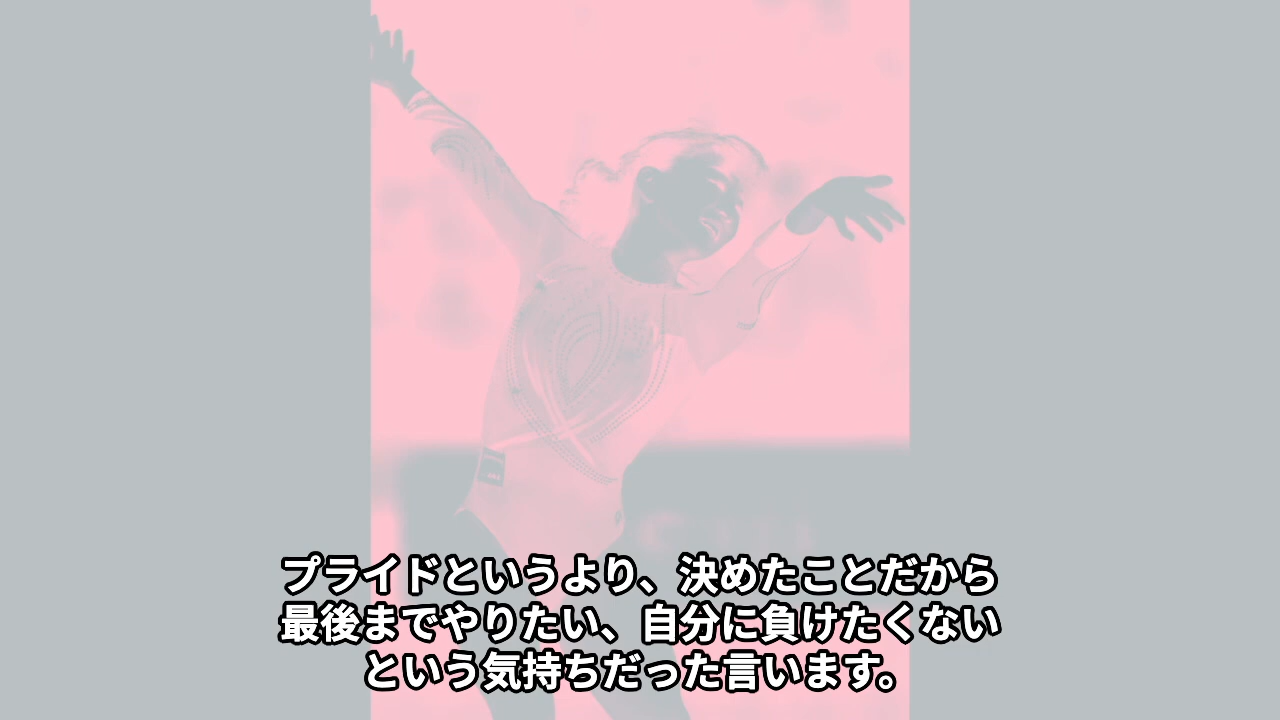 プライドというより、決めたことだから
最後までやりたい、自分に負けたくない
という気持ちだった言います。